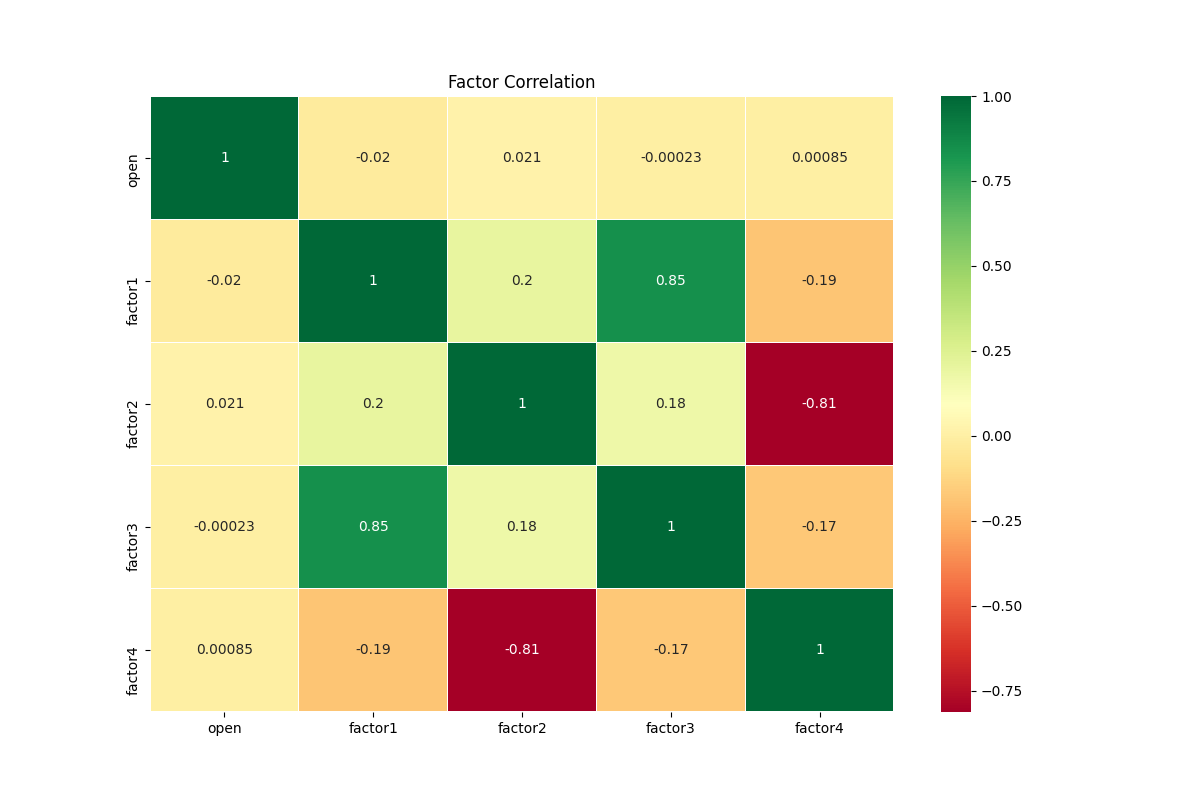 Factor Correlation
open 1 -0.02 0.021 -0.00023 0.00085
factor1 -0.02 1 0.2 0.85 -0.19
factor2 0.021 0.2 1 0.18 -0.81
factor3 -0.00023 0.85 0.18 1 -0.17
factor4 0.00085 -0.19 -0.81 -0.17 1
open factor1 factor2 factor3 factor4
1.00
0.75
0.50
0.25
0.00
−0.25
−0.50
−0.75